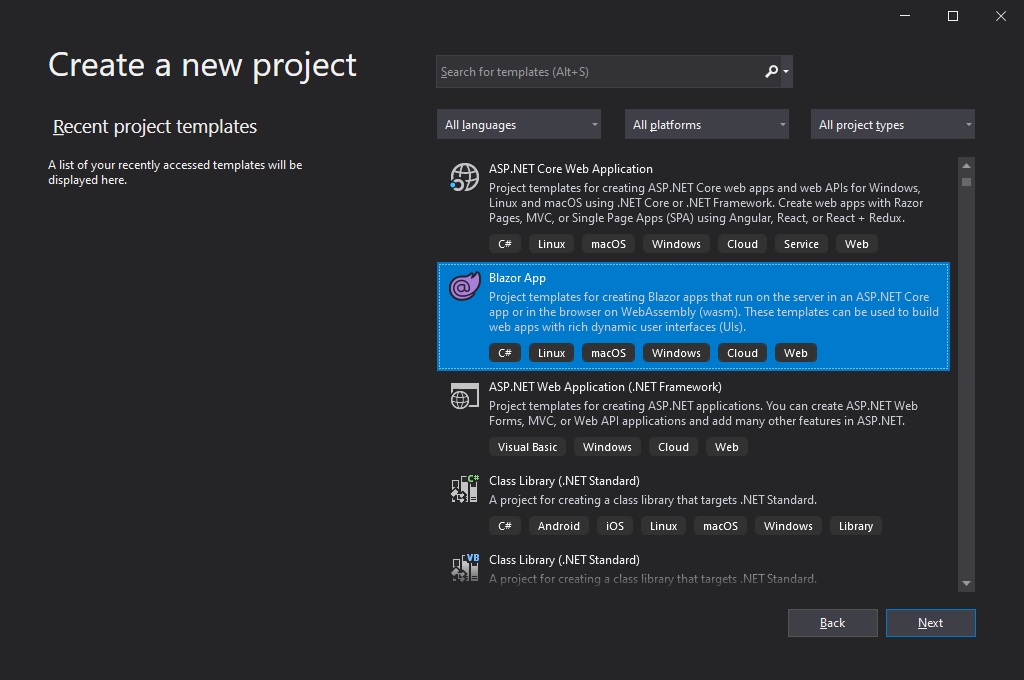 Create a new project
Search for templates (Alt+S)
Recent project templates
A list of your recently accessed templates will be
displayed here.
All languages
All platforms
All project types
ASP.NET Core Web Application
Project templates for creating ASP.NET Core web apps and web APIs for Windows,
Linux and macOS using .NET Core or .NET Framework. Create web apps with Razor
Pages, MVC, or Single Page Apps (SPA) using Angular, React, or React + Redux.
C# Linux macOS Windows Cloud Service Web
@
Blazor App
Project templates for creating Blazor apps that run on the server in an ASP.NET Core
app or in the browser on WebAssembly (wasm). These templates can be used to build
web apps with rich dynamic user interfaces (UIs).
C# Linux macOS Windows Cloud Web
ASP.NET Web Application (.NET Framework)
Project templates for creating ASP.NET applications. You can create ASP.NET Web
Forms, MVC, or Web API applications and add many other features in ASP.NET.
Visual Basic Windows Cloud Web
C#
Class Library (.NET Standard)
A project for creating a class library that targets .NET Standard.
C# Android iOS Linux macOS Windows Library
VB
Class Library (.NET Standard)
A project for creating a class library that targets .NET Standard.
Back
Next